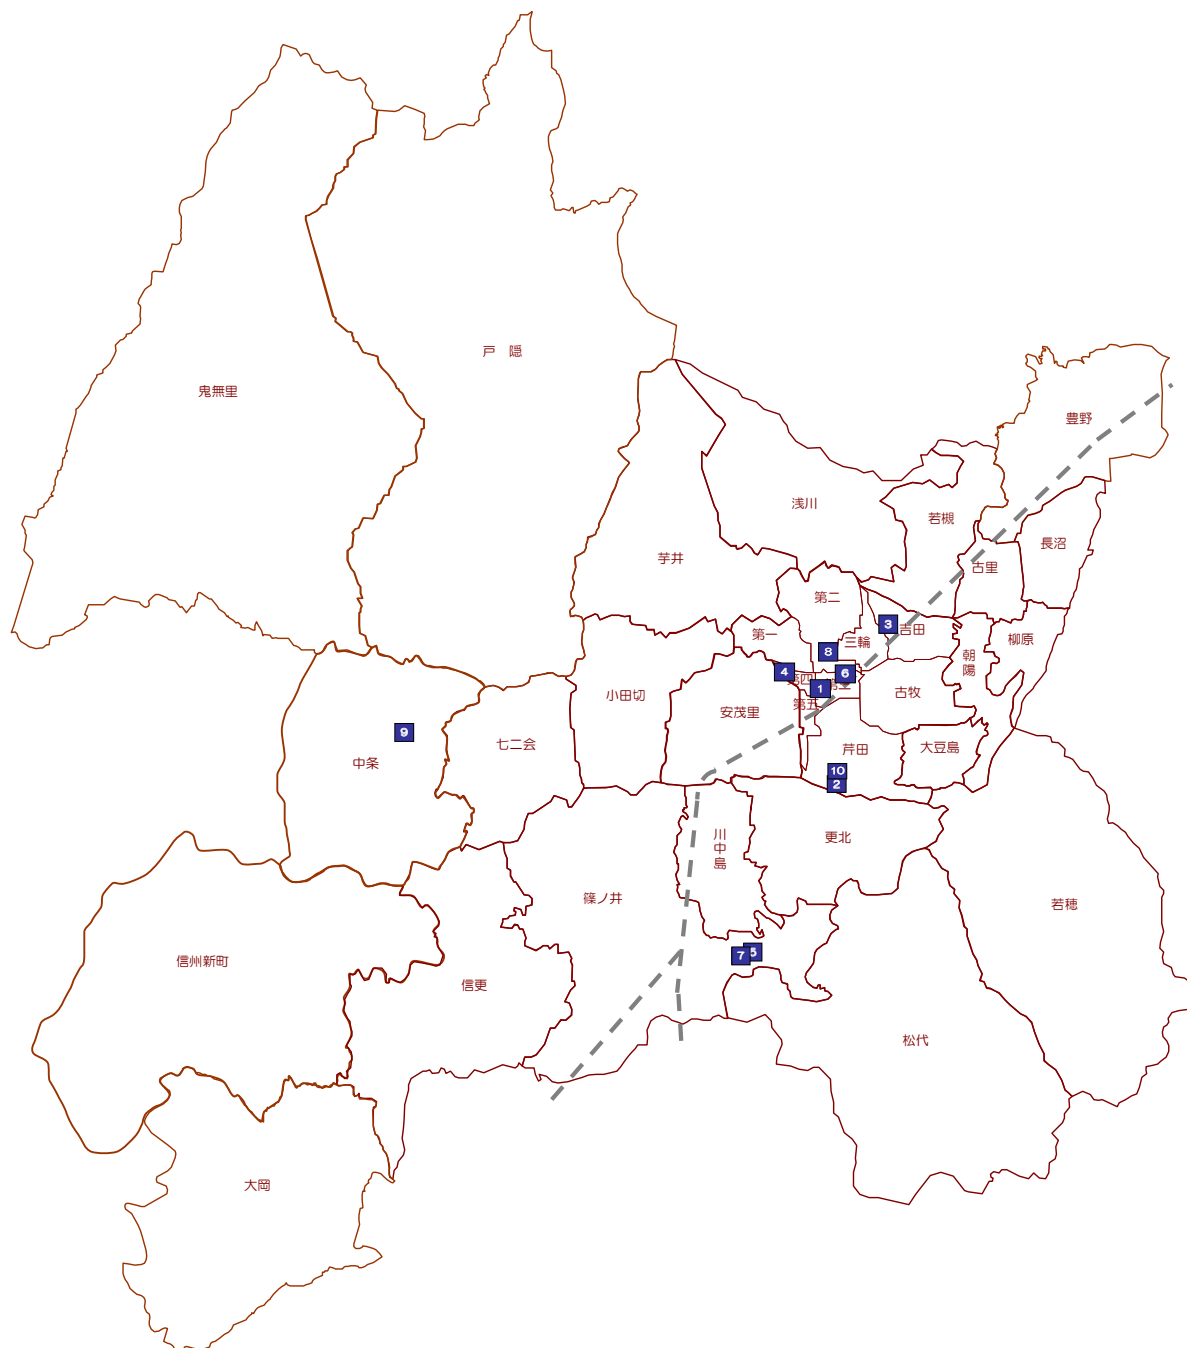 戸 隠
鬼無里
豊野
浅川
若槻
長沼
芋井
古里
第二
3
吉田
第一
三輪
柳原
8
朝陽
4
6
第四
1
第三
小田切
古牧
第五
安茂里
9
七二会
大豆島
芹田
中条
10
2
川中島
更北
篠ノ井
若穂
5
7
信州新町
信更
松代
大岡